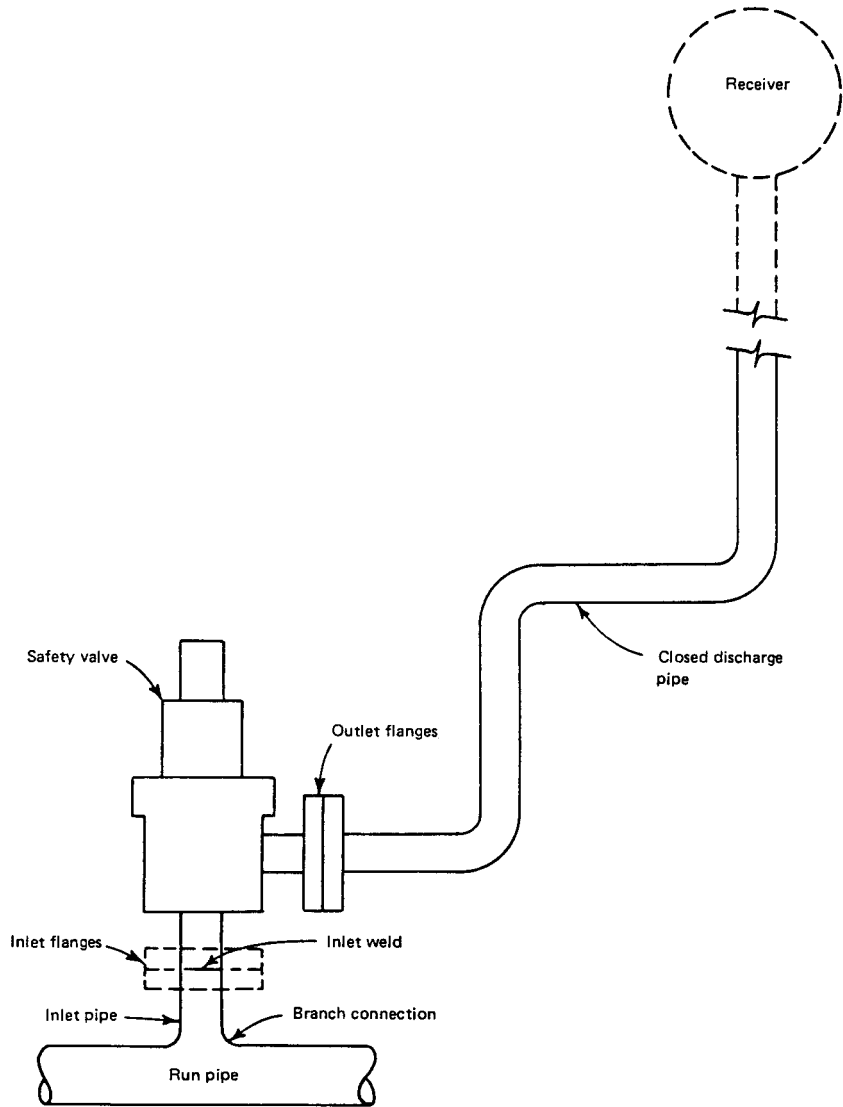 Receiver
Closed discharge
pipe
Safety valve
Outlet flanges
Inlet flanges
Inlet weld
Inlet pipe
Branch connection
Run pipe